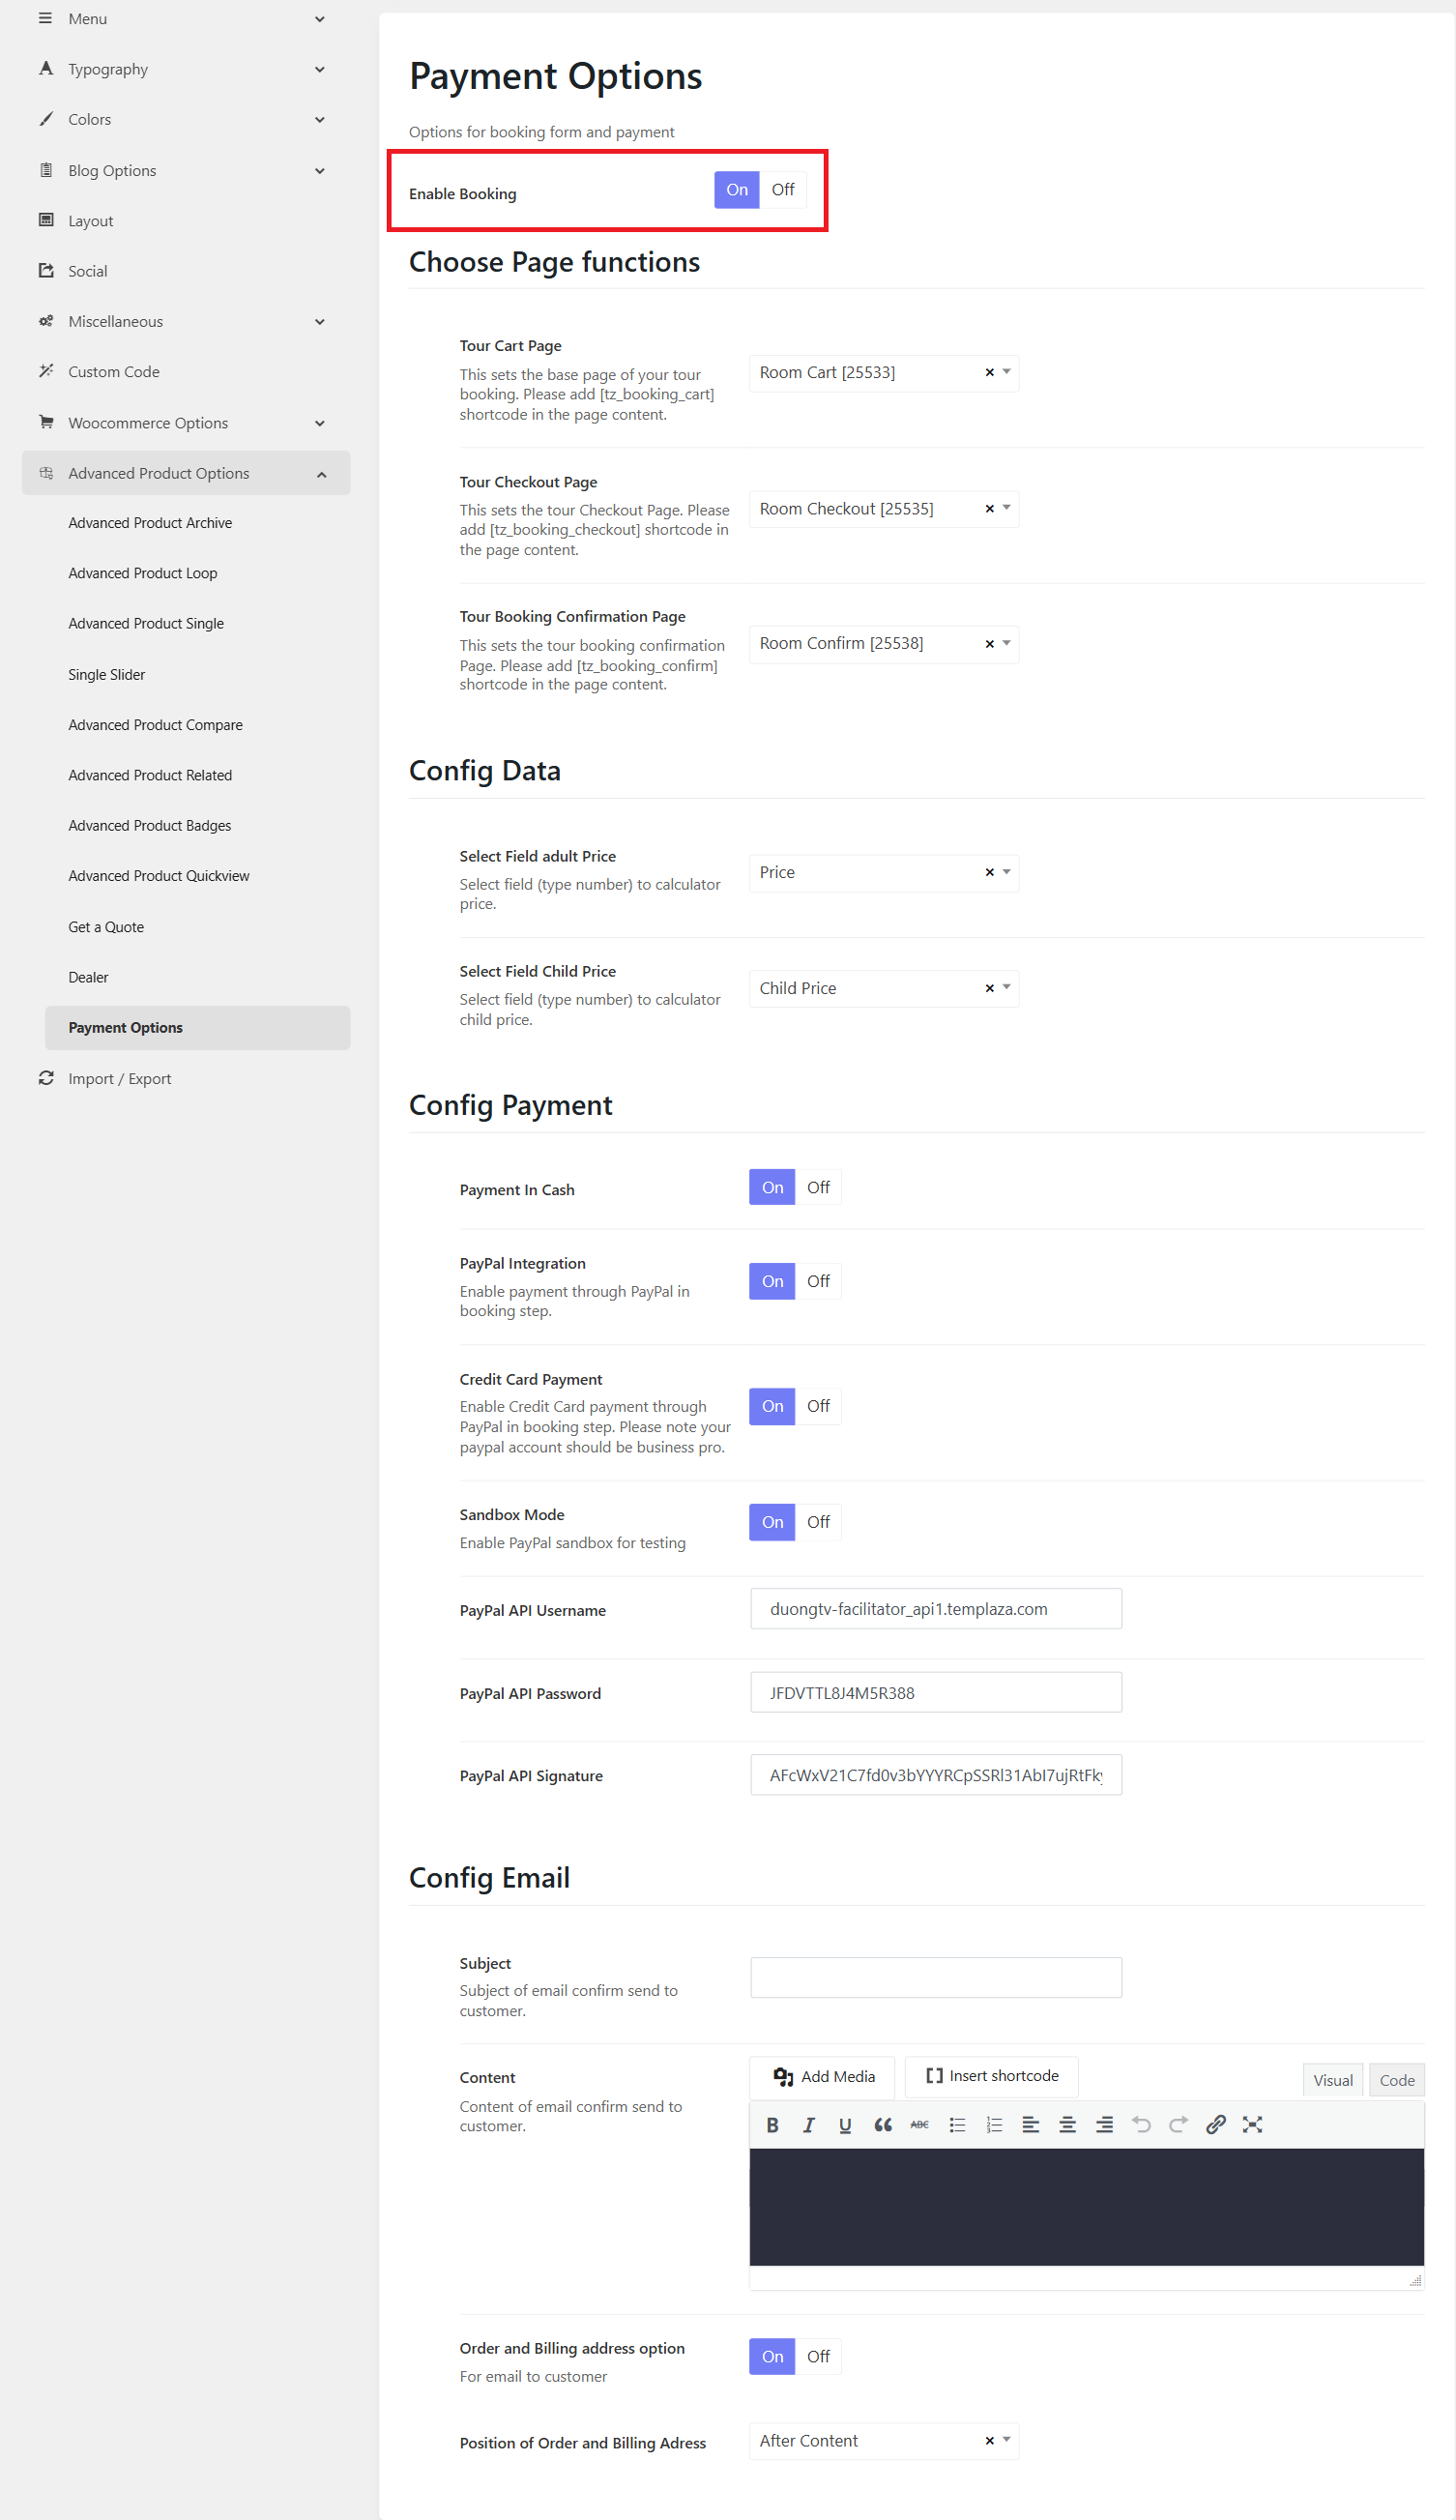 Menu
Typography
Colors
Blog Options
Layout
Social
Miscellaneous
Custom Code
Woocommerce Options
Advanced Product Options
Advanced Product Archive
Advanced Product Loop
Advanced Product Single
Single Slider
Advanced Product Compare
Advanced Product Related
Advanced Product Badges
Advanced Product Quickview
Get a Quote
Dealer
Payment Options
Import / Export
Payment Options
Options for booking form and payment
Enable Booking On Off
Choose Page functions
Tour Cart Page
This sets the base page of your tour
booking. Please add [tz_booking_cart]
shortcode in the page content.
Room Cart [25533]
Tour Checkout Page
This sets the tour Checkout Page. Please
add [tz_booking_checkout] shortcode in
the page content.
Room Checkout [25535]
Tour Booking Confirmation Page
This sets the tour booking confirmation
Page. Please add [tz_booking_confirm]
shortcode in the page content.
Room Confirm [25538]
Config Data
Select Field adult Price
Select field (type number) to calculator
price.
Price
Select Field Child Price
Select field (type number) to calculator
child price.
Child Price
Config Payment
Payment In Cash On Off
PayPal Integration
Enable payment through PayPal in
booking step.
On Off
Credit Card Payment
Enable Credit Card payment through
PayPal in booking step. Please note your
paypal account should be business pro.
On Off
Sandbox Mode
Enable PayPal sandbox for testing
On Off
PayPal API Username duongtv-facilitator_api1.templaza.com
PayPal API Password JFDVTTL8J4M5R388
PayPal API Signature AFcWxV21C7fd0v3bYYYRCpSSRl31AbI7ujRtFk
Config Email
Subject
Subject of email confirm send to
customer.
Content
Content of email confirm send to
customer.
Add Media Insert shortcode Visual Code
B I U ABC
Order and Billing address option
For email to customer
On Off
Position of Order and Billing Adress After Content